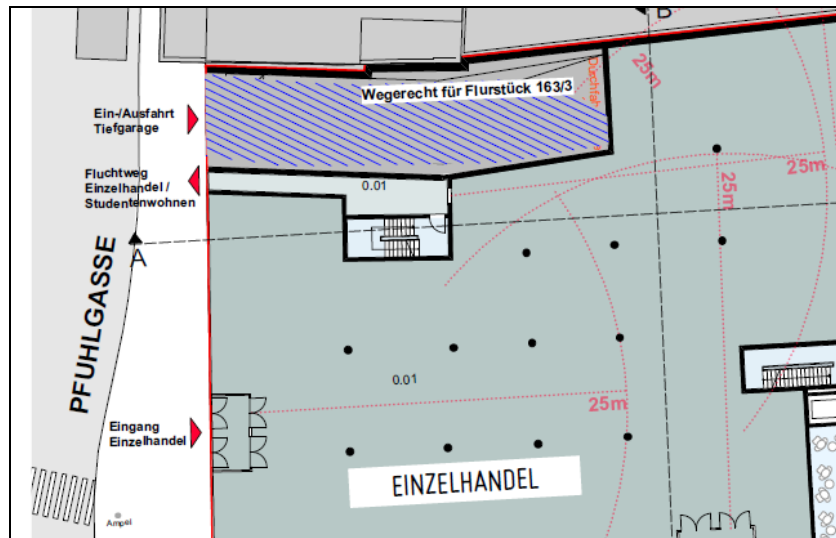 B
25m
Durchfahrt
Wegerecht für Flurstück 163/3
Ein-/Ausfahrt
Tiefgarage
Fluchtweg
Einzelhandel /
Studentenwohnen
0.01
25m
25m
A
PFUHLGASSE
0.01
25m
Eingang
Einzelhandel
EINZELHANDEL
Ampel